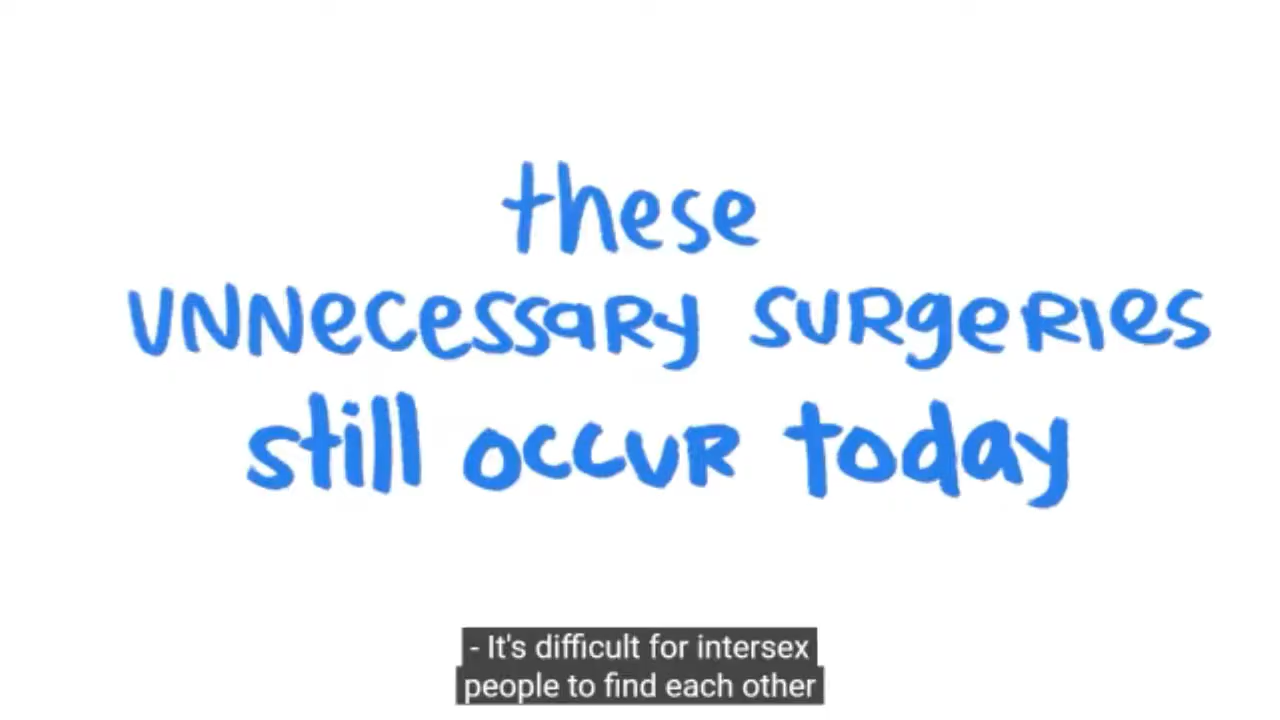 these
unnecessary surgeries
still occur today
- It's difficult for intersex
people to find each other